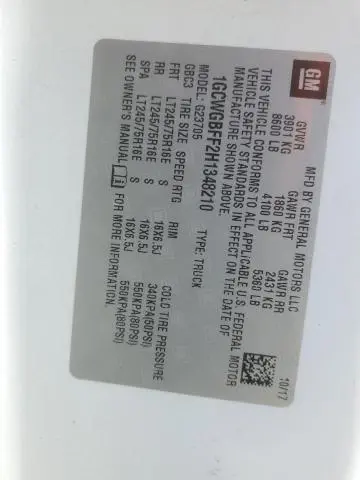 GM
MFD BY GENERAL MOTORS LLC 10/17
GVWR GAWR FRT GAWR RR
3901 KG 1860 KG 2431 KG
8600 LB 4100 LB 5360 LB
THIS VEHICLE CONFORMS TO ALL APPLICABLE U.S. FEDERAL MOTOR
VEHICLE SAFETY STANDARDS IN EFFECT ON THE DATE OF
MANUFACTURE SHOWN ABOVE.
1GCWGBFF2H1348210 TYPE: TRUCK
MODEL: G23705
GBC3 TIRE SIZE SPEED RTG RIM COLD TIRE PRESSURE
FRT LT245/75R16E S 16X6.5J 340KPA(50PSI)
RR LT245/75R16E S 16X6.5J 550KPA(80PSI)
SPA LT245/75R16E S 16X6.5J 550KPA(80PSI)
SEE OWNER'S MANUAL FOR MORE INFORMATION.